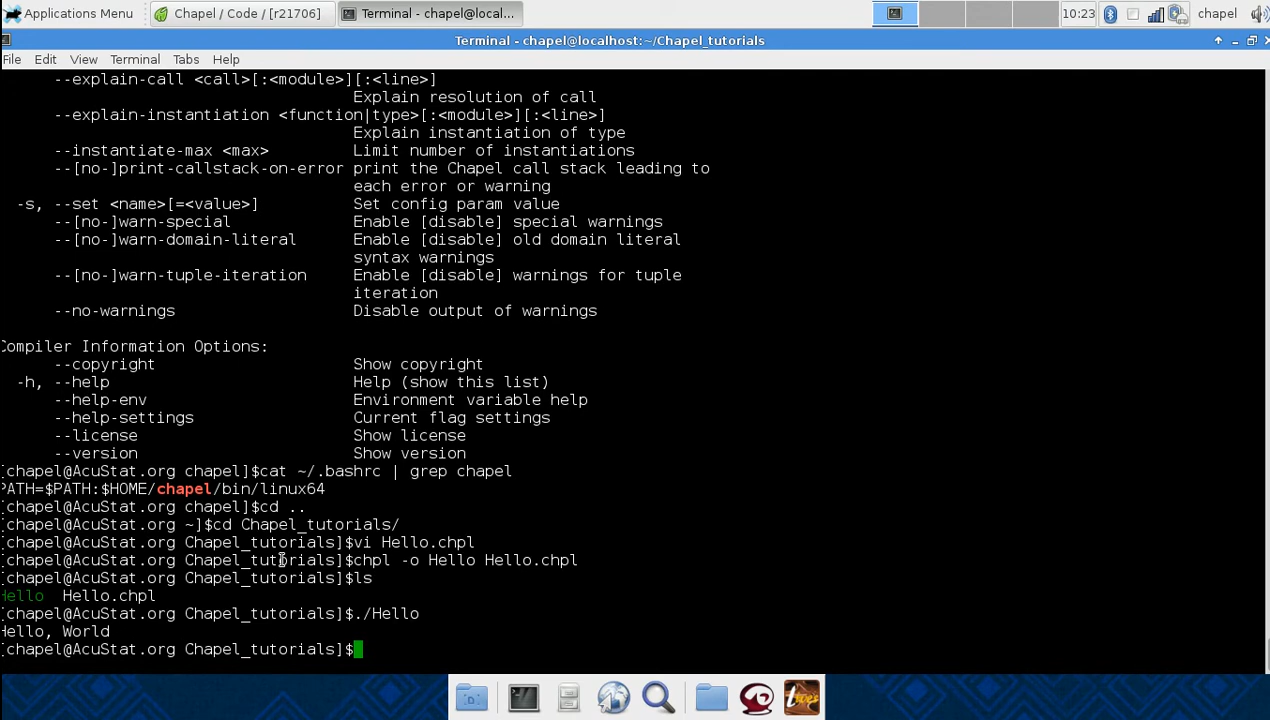 Applications Menu
Chapel / Code / [r21706]
Terminal - chapel@local...
10:23
chapel
Terminal - chapel@localhost:~/Chapel_tutorials
File Edit View Terminal Tabs Help
--explain-call <call>[:<module>][:<line>]
Explain resolution of call
--explain-instantiation <function|type>[:<module>][:<line>]
Explain instantiation of type
--instantiate-max <max> Limit number of instantiations
--[no-]print-callstack-on-error print the Chapel call stack leading to
each error or warning
-s, --set <name>[=<value>] Set config param value
--[no-]warn-special Enable [disable] special warnings
--[no-]warn-domain-literal Enable [disable] old domain literal
syntax warnings
--[no-]warn-tuple-iteration Enable [disable] warnings for tuple
iteration
--no-warnings Disable output of warnings
Compiler Information Options:
--copyright Show copyright
-h, --help Help (show this list)
--help-env Environment variable help
--help-settings Current flag settings
--license Show license
--version Show version
[chapel@AcuStat.org chapel]$cat ~/.bashrc | grep chapel
PATH=$PATH:$HOME/chapel/bin/linux64
[chapel@AcuStat.org chapel]$cd ..
[chapel@AcuStat.org ~]$cd Chapel_tutorials/
[chapel@AcuStat.org Chapel_tutorials]$vi Hello.chpl
[chapel@AcuStat.org Chapel_tutorials]$chpl -o Hello Hello.chpl
[chapel@AcuStat.org Chapel_tutorials]$ls
Hello Hello.chpl
[chapel@AcuStat.org Chapel_tutorials]$./Hello
Hello, World
[chapel@AcuStat.org Chapel_tutorials]$